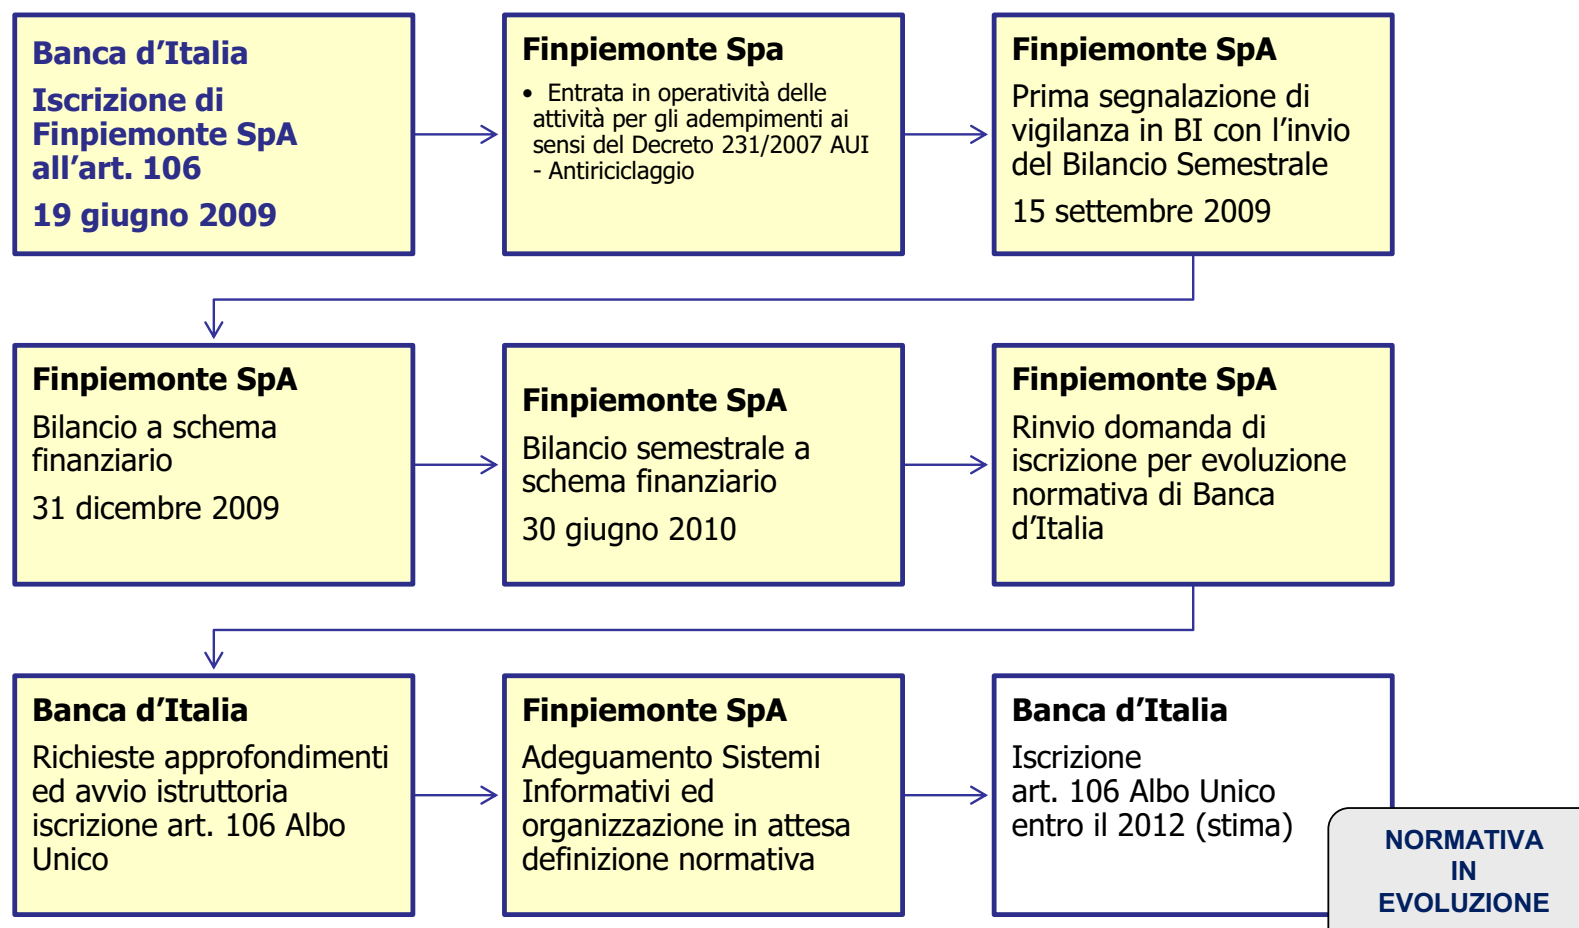 Banca d’Italia
Iscrizione di
Finpiemonte SpA
all’art. 106
19 giugno 2009
Finpiemonte Spa
• Entrata in operatività delle
attività per gli adempimenti ai
sensi del Decreto 231/2007 AUI
- Antiriciclaggio
Finpiemonte SpA
Prima segnalazione di
vigilanza in BI con l’invio
del Bilancio Semestrale
15 settembre 2009
Finpiemonte SpA
Bilancio a schema
finanziario
31 dicembre 2009
Finpiemonte SpA
Bilancio semestrale a
schema finanziario
30 giugno 2010
Finpiemonte SpA
Rinvio domanda di
iscrizione per evoluzione
normativa di Banca
d’Italia
Banca d’Italia
Richieste approfondimenti
ed avvio istruttoria
iscrizione art. 106 Albo
Unico
Finpiemonte SpA
Adeguamento Sistemi
Informativi ed
organizzazione in attesa
definizione normativa
Banca d’Italia
Iscrizione
art. 106 Albo Unico
entro il 2012 (stima)
NORMATIVA
IN
EVOLUZIONE